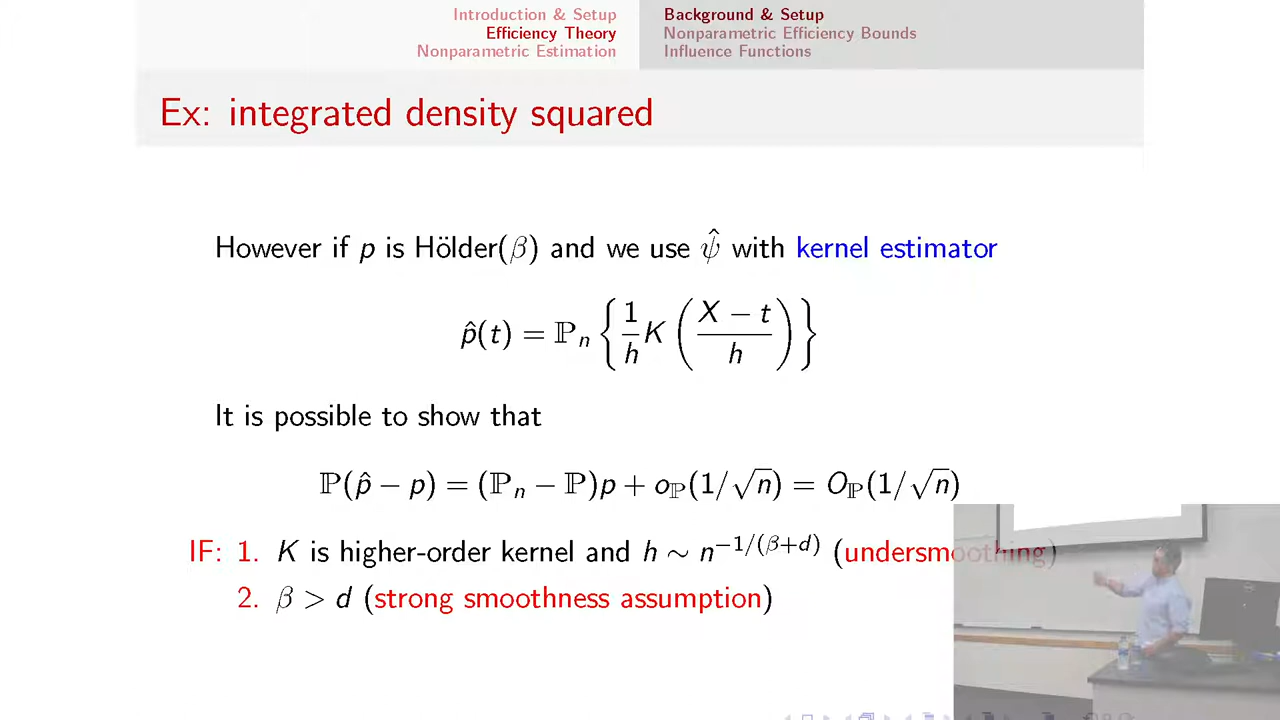 Introduction & Setup
Efficiency Theory
Nonparametric Estimation
Background & Setup
Nonparametric Efficiency Bounds
Influence Functions
Ex: integrated density squared
However if p is Hölder(β) and we use ψ̂ with kernel estimator
p̂(t) = ℙₙ { 1/h K ( (X − t)/h ) }
It is possible to show that
ℙ(p̂ − p) = (ℙₙ − ℙ)p + o_ℙ(1/√n) = O_ℙ(1/√n)
IF: 1. K is higher-order kernel and h ∼ n^{−1/(β+d)} (undersmoothing)
2. β > d (strong smoothness assumption)